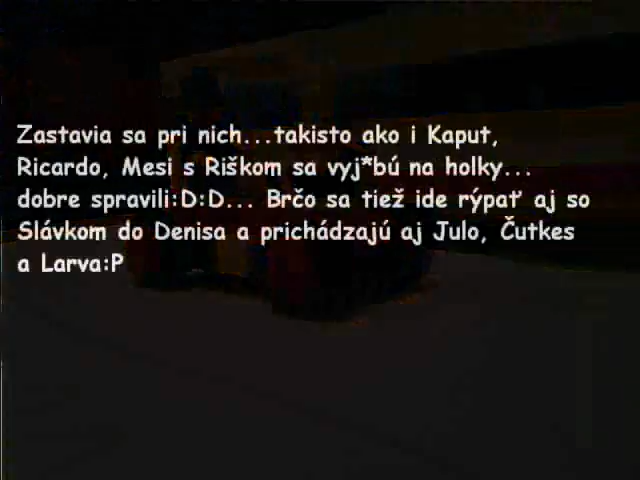 Zastavia sa pri nich...takisto ako i Kaput,
Ricardo, Mesi s Riškom sa vyj*bú na holky...
dobre spravili:D:D... Brčo sa tiež ide rýpať aj so
Slávkom do Denisa a prichádzajú aj Julo, Čutkes
a Larva:P